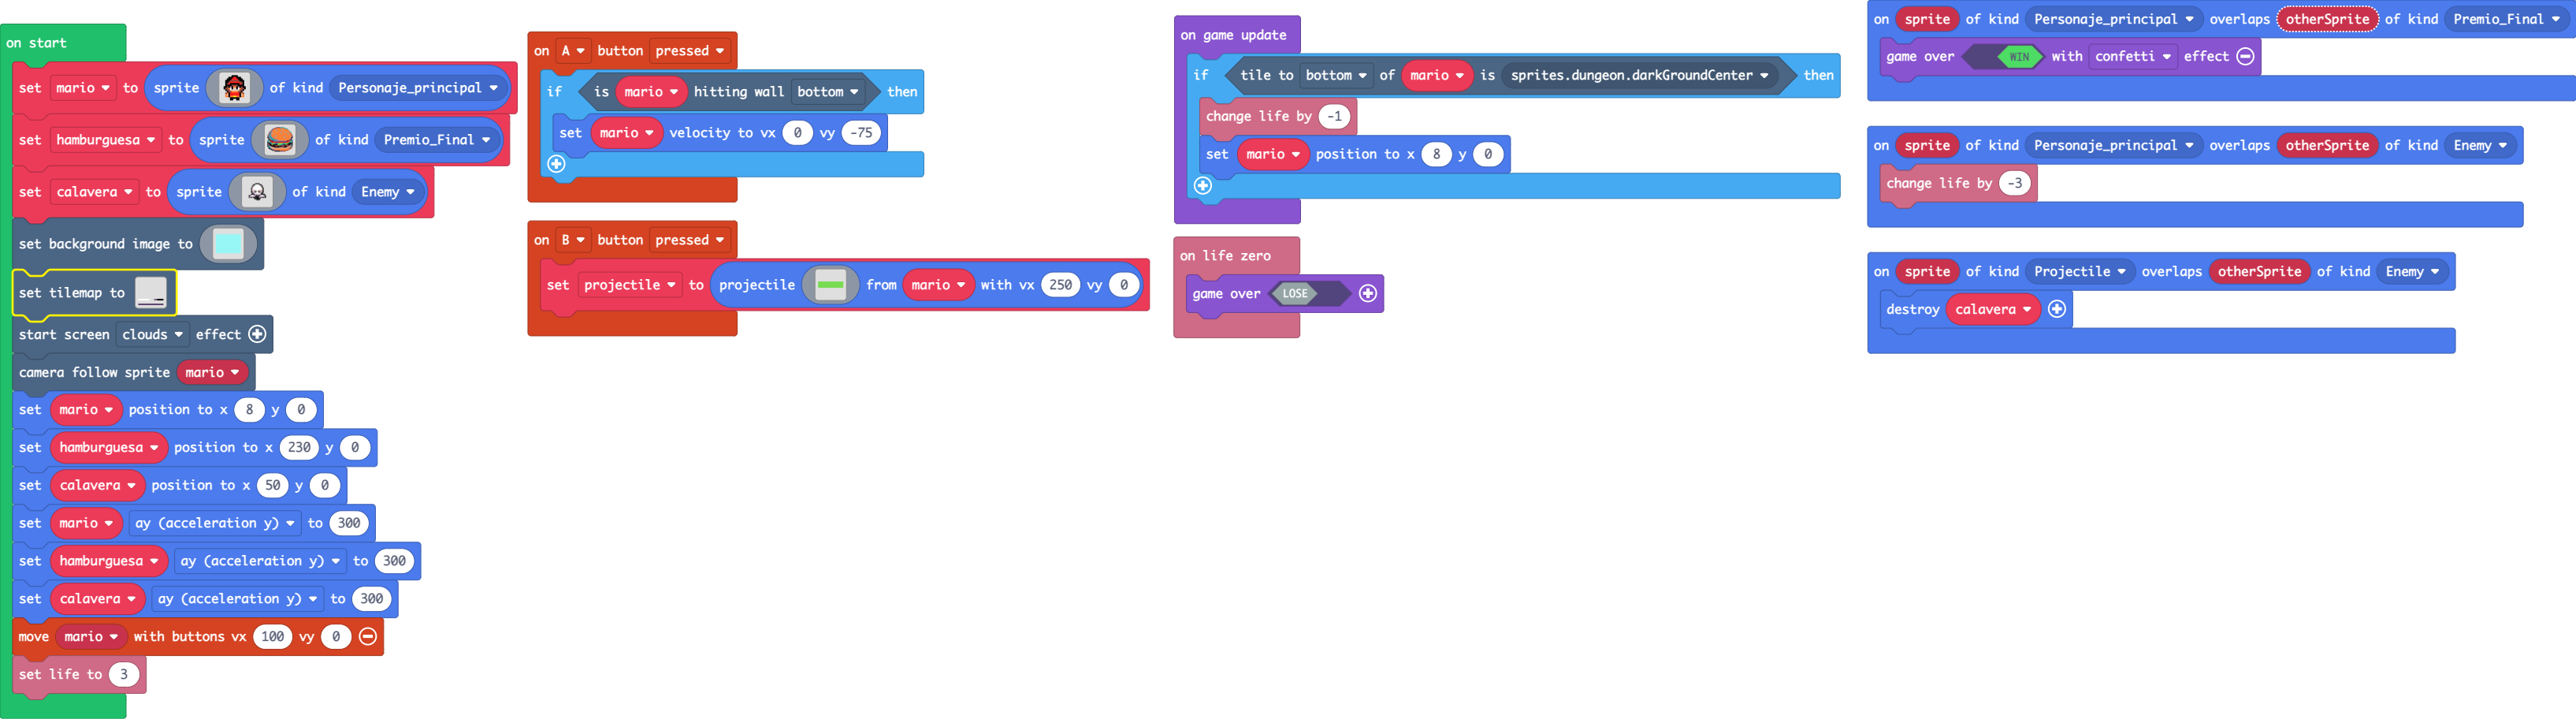 on start
set mario to sprite of kind Personaje_principal
set hamburguesa to sprite of kind Premio_Final
set calavera to sprite of kind Enemy
set background image to
set tilemap to
start screen clouds effect
camera follow sprite mario
set mario position to x 8 y 0
set hamburguesa position to x 230 y 0
set calavera position to x 50 y 0
set mario ay (acceleration y) to 300
set hamburguesa ay (acceleration y) to 300
set calavera ay (acceleration y) to 300
move mario with buttons vx 100 vy 0
set life to 3
on A button pressed
if is mario hitting wall bottom then
set mario velocity to vx 0 vy -75
on B button pressed
set projectile to projectile from mario with vx 250 vy 0
on game update
if tile to bottom of mario is sprites.dungeon.darkGroundCenter then
change life by -1
set mario position to x 8 y 0
on life zero
game over LOSE
on sprite of kind Personaje_principal overlaps otherSprite of kind Premio_Final
game over WIN with confetti effect
on sprite of kind Personaje_principal overlaps otherSprite of kind Enemy
change life by -3
on sprite of kind Projectile overlaps otherSprite of kind Enemy
destroy calavera